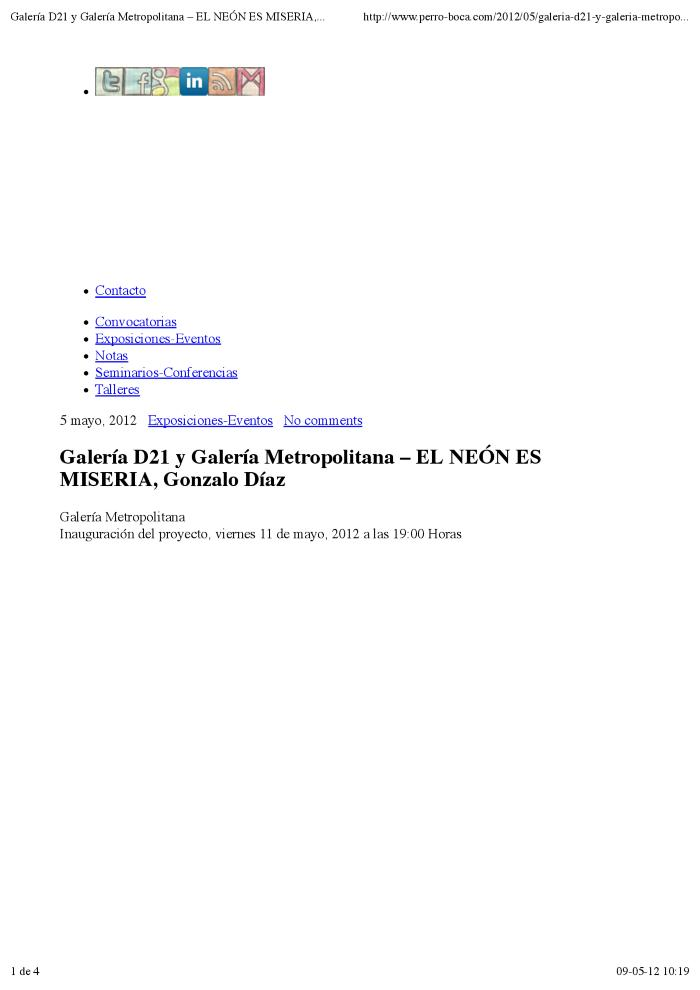 Galería D21 y Galería Metropolitana – EL NEÓN ES MISERIA,... http://www.perro-boca.com/2012/05/galeria-d21-y-galeria-metropo...
in
Contacto
Convocatorias
Exposiciones-Eventos
Notas
Seminarios-Conferencias
Talleres
5 mayo, 2012 Exposiciones-Eventos No comments
Galería D21 y Galería Metropolitana – EL NEÓN ES
MISERIA, Gonzalo Díaz
Galería Metropolitana
Inauguración del proyecto, viernes 11 de mayo, 2012 a las 19:00 Horas
1 de 4 09-05-12 10:19